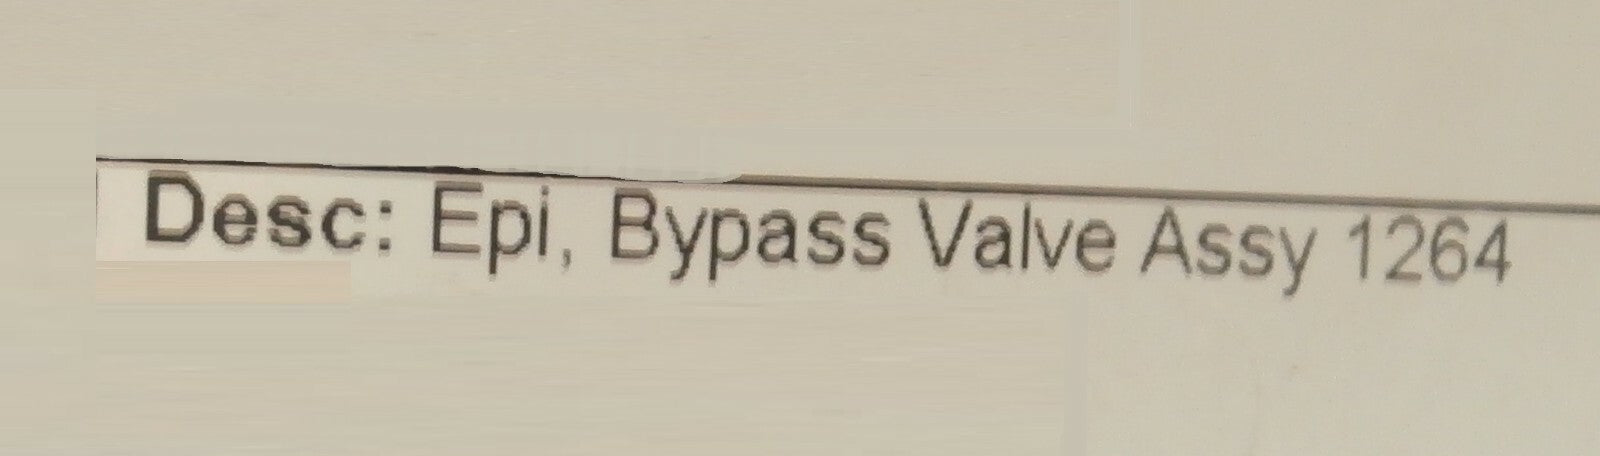 Desc: Epi, Bypass Valve Assy 1264